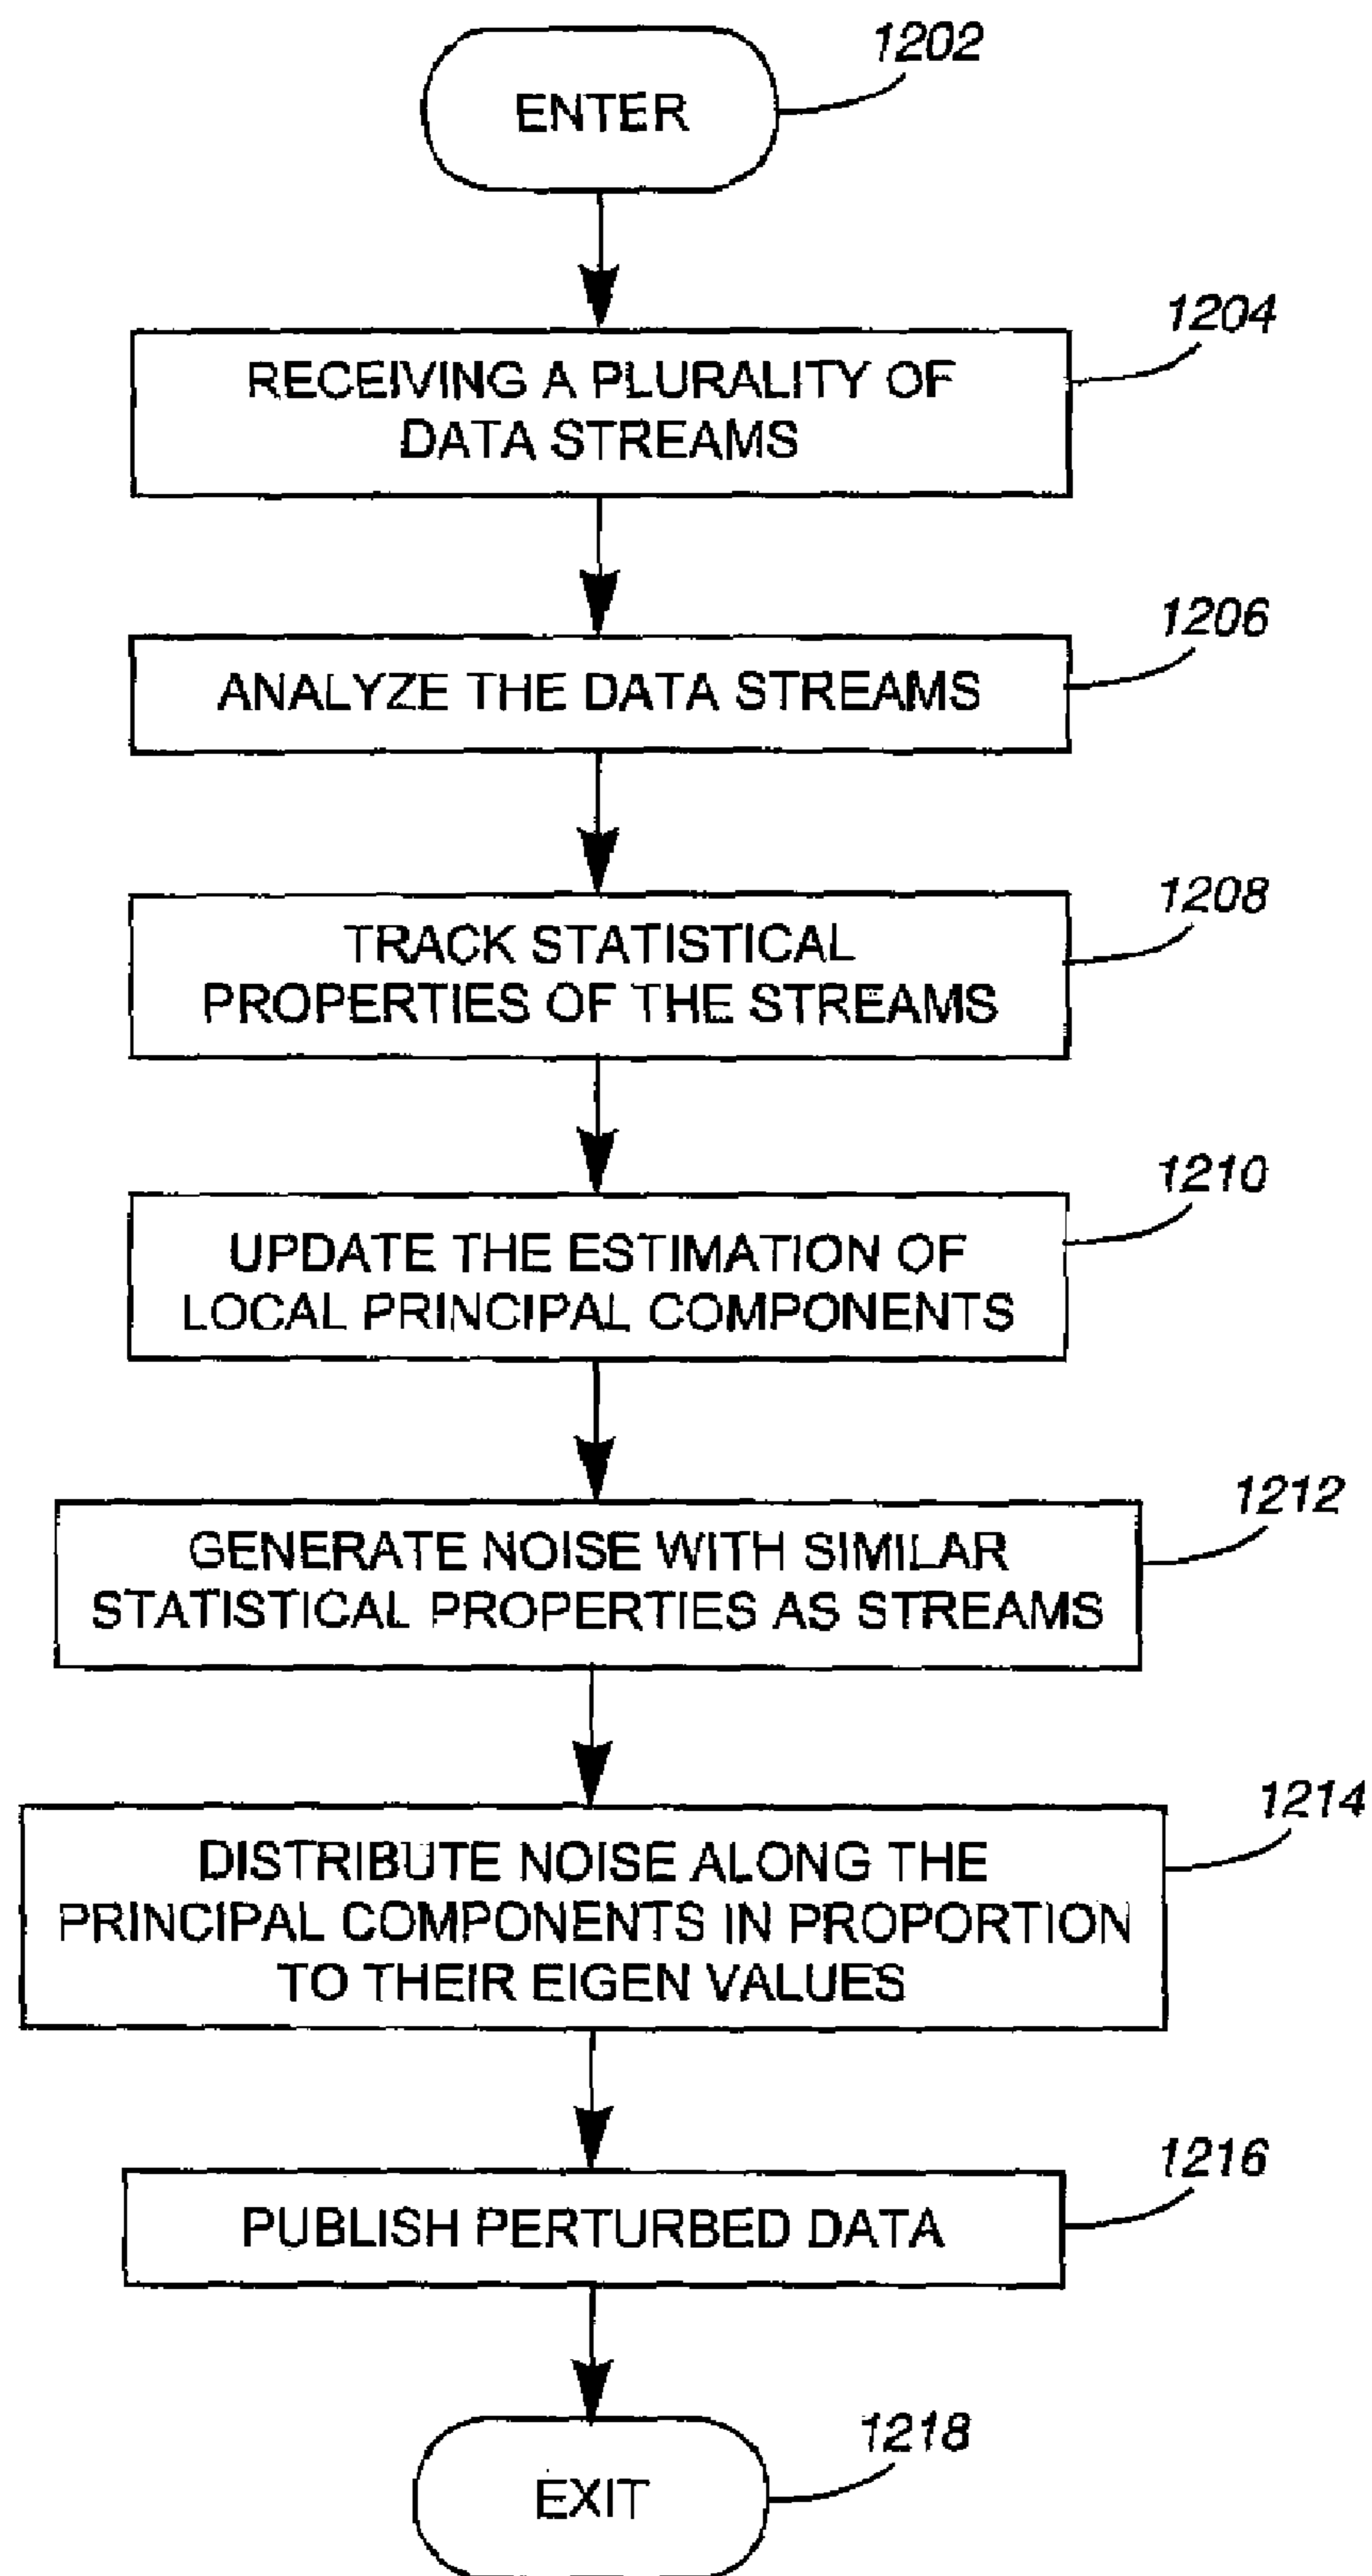 1202
ENTER
1204
RECEIVING A PLURALITY OF
DATA STREAMS
1206
ANALYZE THE DATA STREAMS
1208
TRACK STATISTICAL
PROPERTIES OF THE STREAMS
1210
UPDATE THE ESTIMATION OF
LOCAL PRINCIPAL COMPONENTS
1212
GENERATE NOISE WITH SIMILAR
STATISTICAL PROPERTIES AS STREAMS
1214
DISTRIBUTE NOISE ALONG THE
PRINCIPAL COMPONENTS IN PROPORTION
TO THEIR EIGEN VALUES
1216
PUBLISH PERTURBED DATA
1218
EXIT